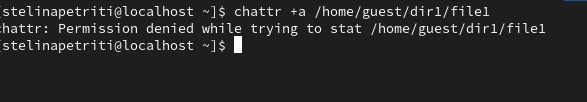 [stelinapetriti@localhost ~]$ chattr +a /home/guest/dir1/file1
chattr: Permission denied while trying to stat /home/guest/dir1/file1
[stelinapetriti@localhost ~]$